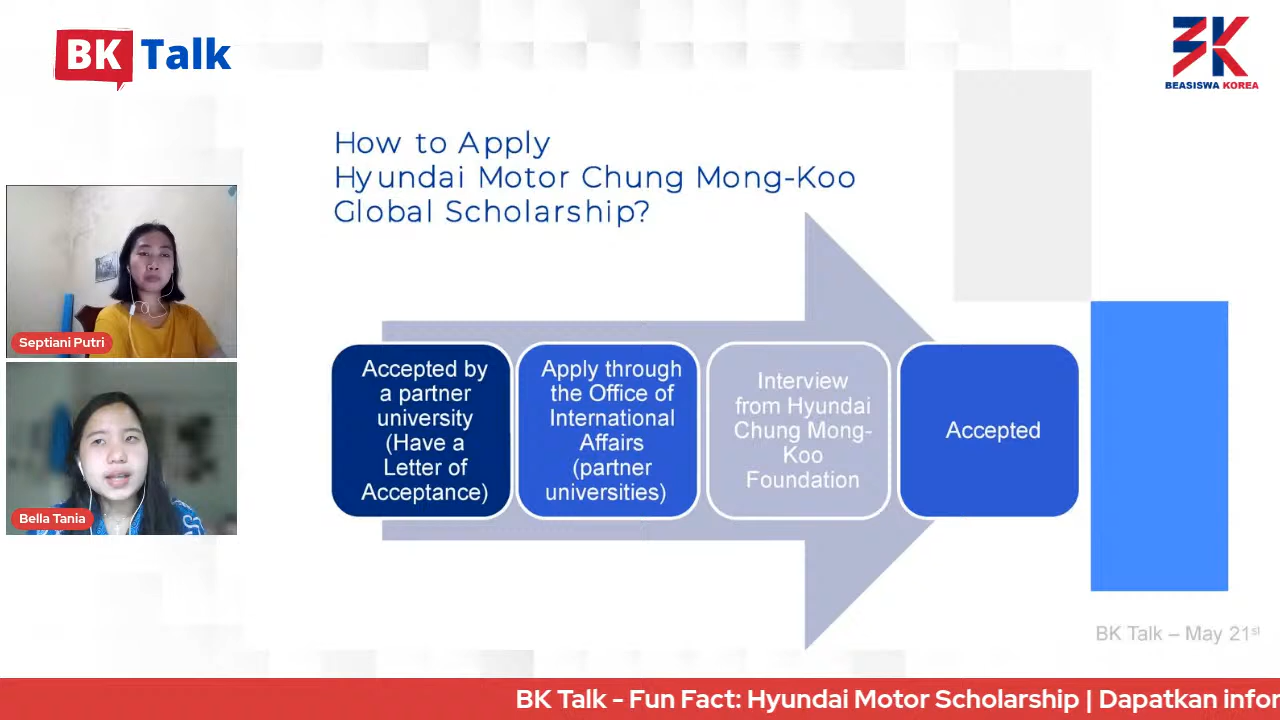 BK Talk
BEASISWA KOREA
How to Apply
Hyundai Motor Chung Mong-Koo
Global Scholarship?
Septiani Putri
Bella Tania
Accepted by
a partner
university
(Have a
Letter of
Acceptance)
Apply through
the Office of
International
Affairs
(partner
universities)
Interview
from Hyundai
Chung Mong-
Koo
Foundation
Accepted
BK Talk – May 21st
BK Talk - Fun Fact: Hyundai Motor Scholarship | Dapatkan infor